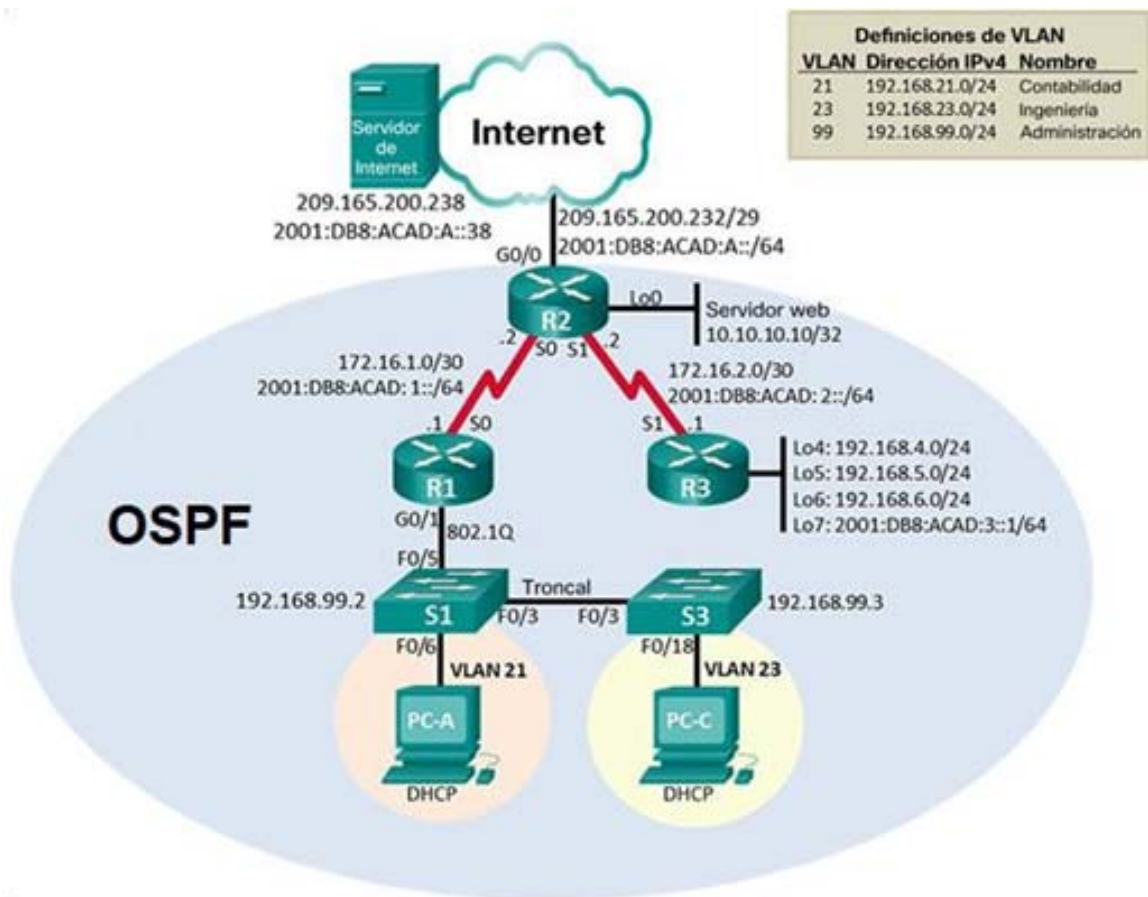 Definiciones de VLAN
VLAN Dirección IPv4 Nombre
21 192.168.21.0/24 Contabilidad
23 192.168.23.0/24 Ingeniería
99 192.168.99.0/24 Administración
Servidor
de
Internet
Internet
209.165.200.238
2001:DB8:ACAD:A::38
209.165.200.232/29
2001:DB8:ACAD:A::/64
G0/0
R2
Lo0
Servidor web
10.10.10.10/32
.2 S0 S1 .2
172.16.1.0/30
2001:DB8:ACAD: 1::/64
172.16.2.0/30
2001:DB8:ACAD: 2::/64
.1 S0
S1 .1
R1
R3
Lo4: 192.168.4.0/24
Lo5: 192.168.5.0/24
Lo6: 192.168.6.0/24
Lo7: 2001:DB8:ACAD:3::1/64
OSPF
G0/1
802.1Q
F0/5
192.168.99.2
S1
Troncal
F0/3 F0/3
S3
192.168.99.3
F0/6
VLAN 21
F0/18
VLAN 23
PC-A
PC-C
DHCP
DHCP